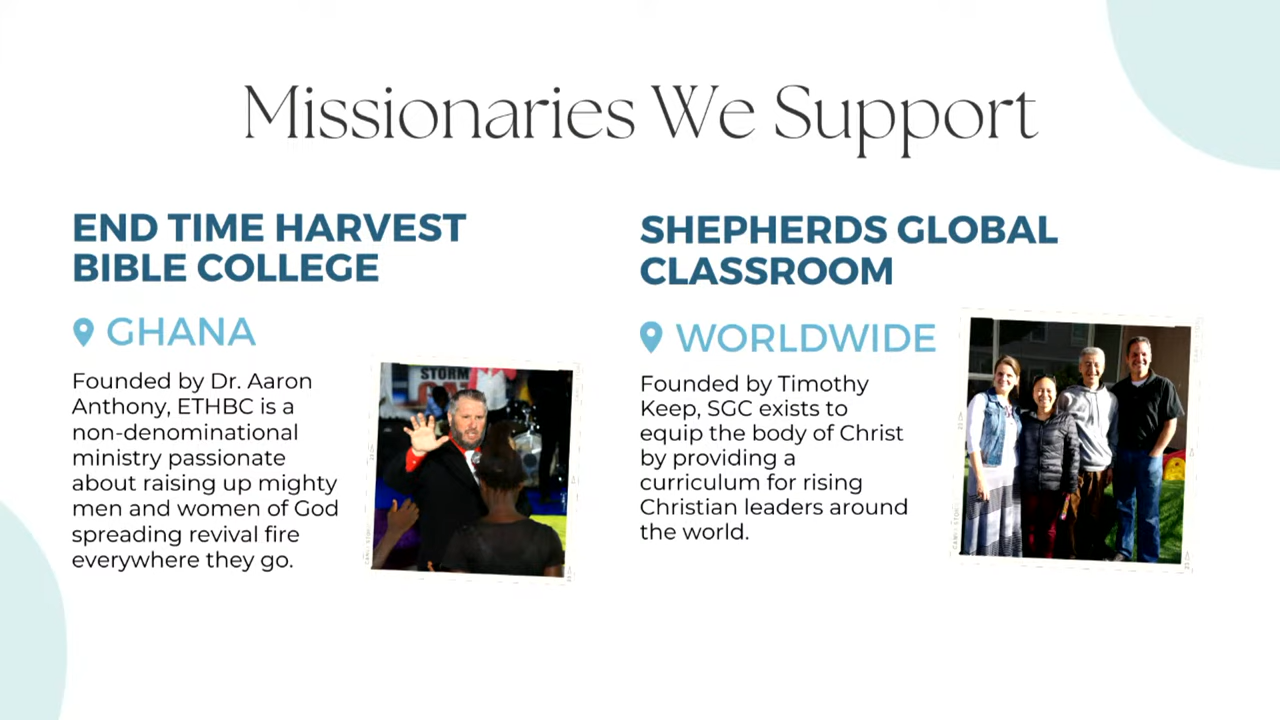 Missionaries We Support
END TIME HARVEST
BIBLE COLLEGE
GHANA
Founded by Dr. Aaron
Anthony, ETHBC is a
non-denominational
ministry passionate
about raising up mighty
men and women of God
spreading revival fire
everywhere they go.
STORM
SHEPHERDS GLOBAL
CLASSROOM
WORLDWIDE
Founded by Timothy
Keep, SGC exists to
equip the body of Christ
by providing a
curriculum for rising
Christian leaders around
the world.